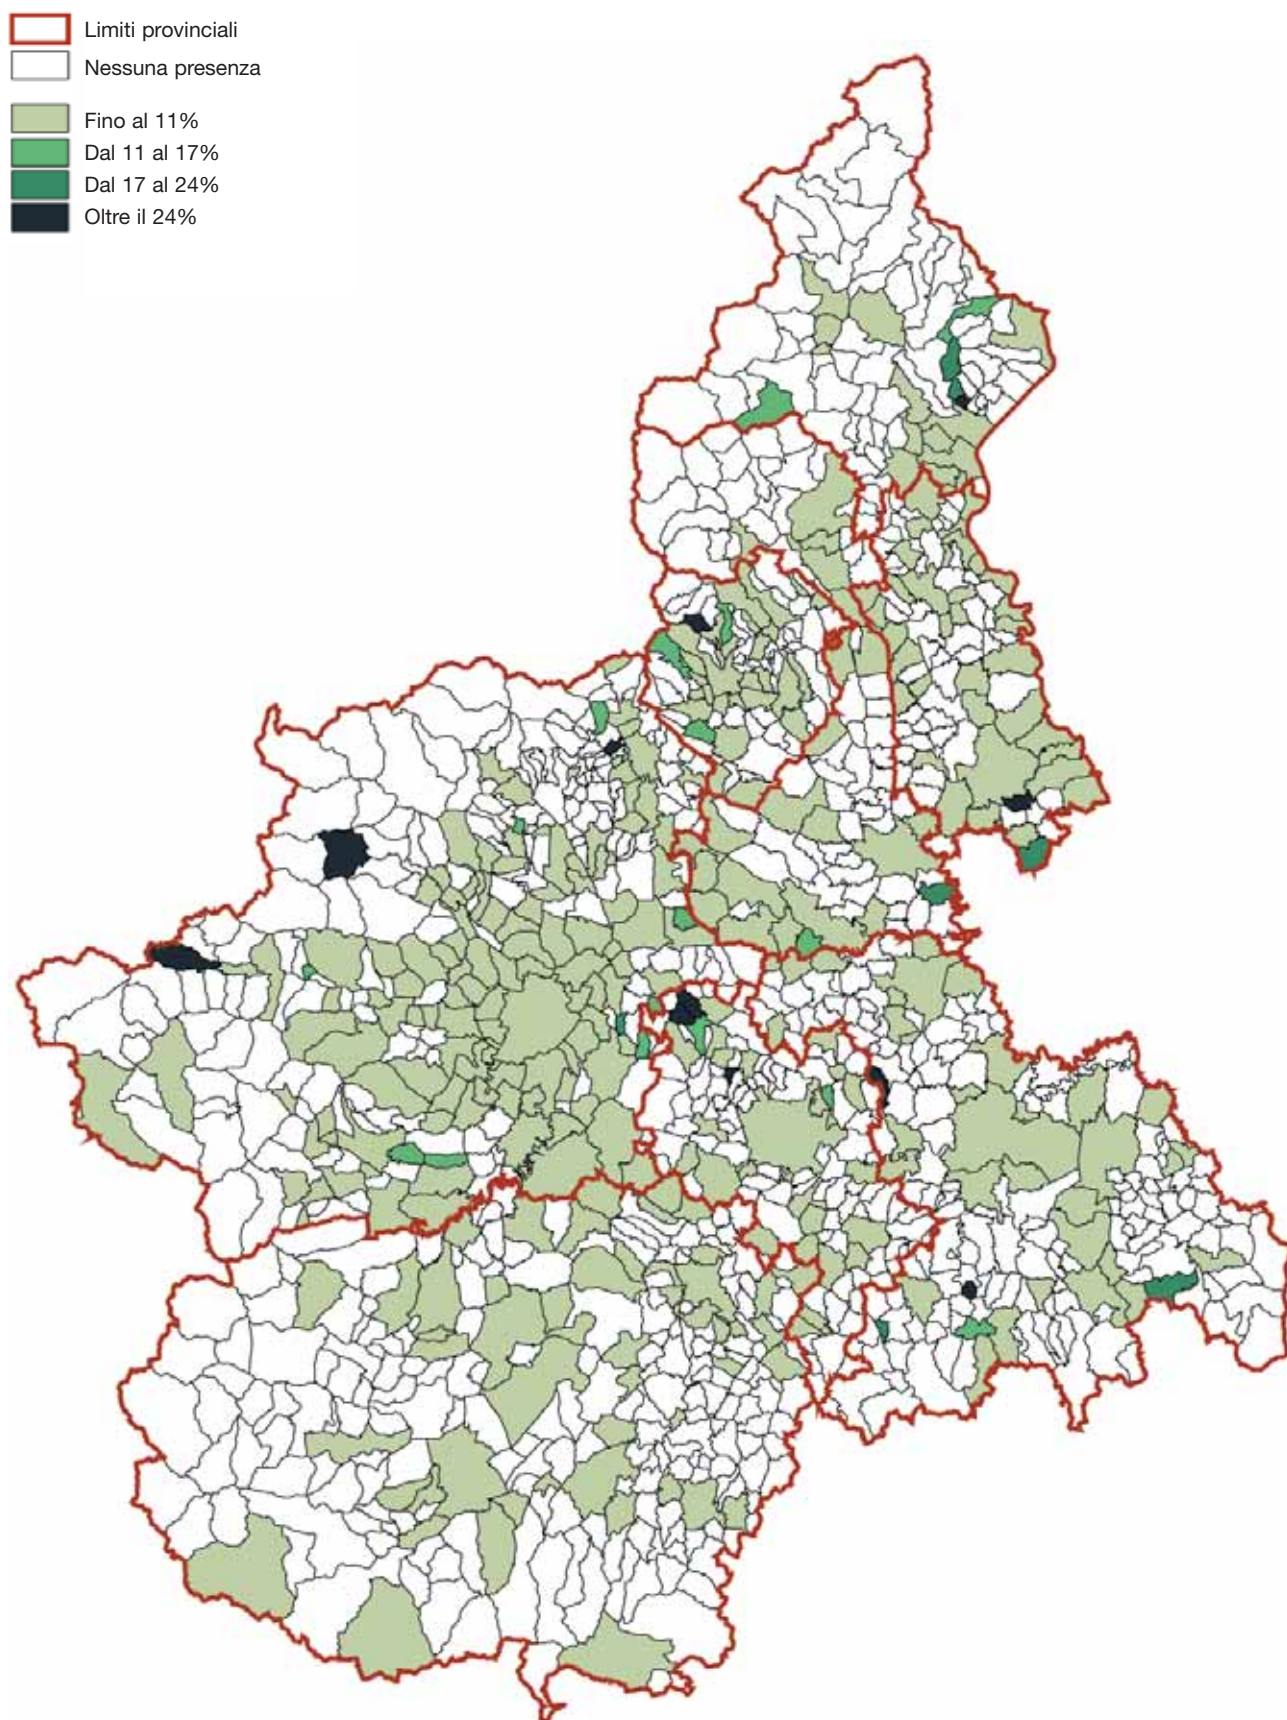 Limiti provinciali
Nessuna presenza
Fino al 11%
Dal 11 al 17%
Dal 17 al 24%
Oltre il 24%